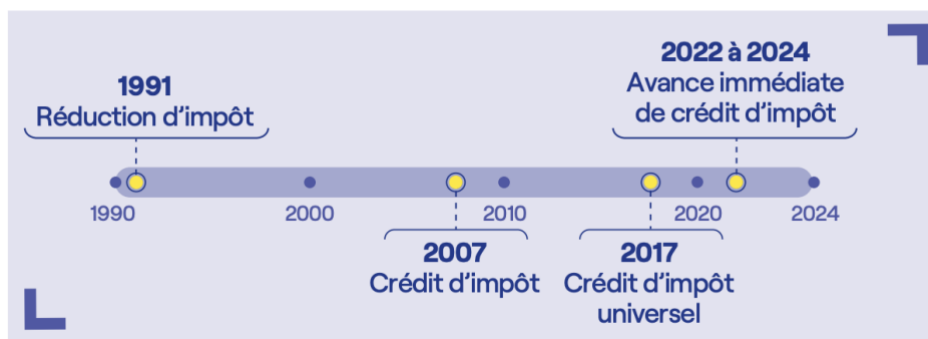 1991
Réduction d'impôt
2022 à 2024
Avance immédiate
de crédit d'impôt
1990
2000
2010
2020
2024
2007
Crédit d'impôt
2017
Crédit d'impôt
universel